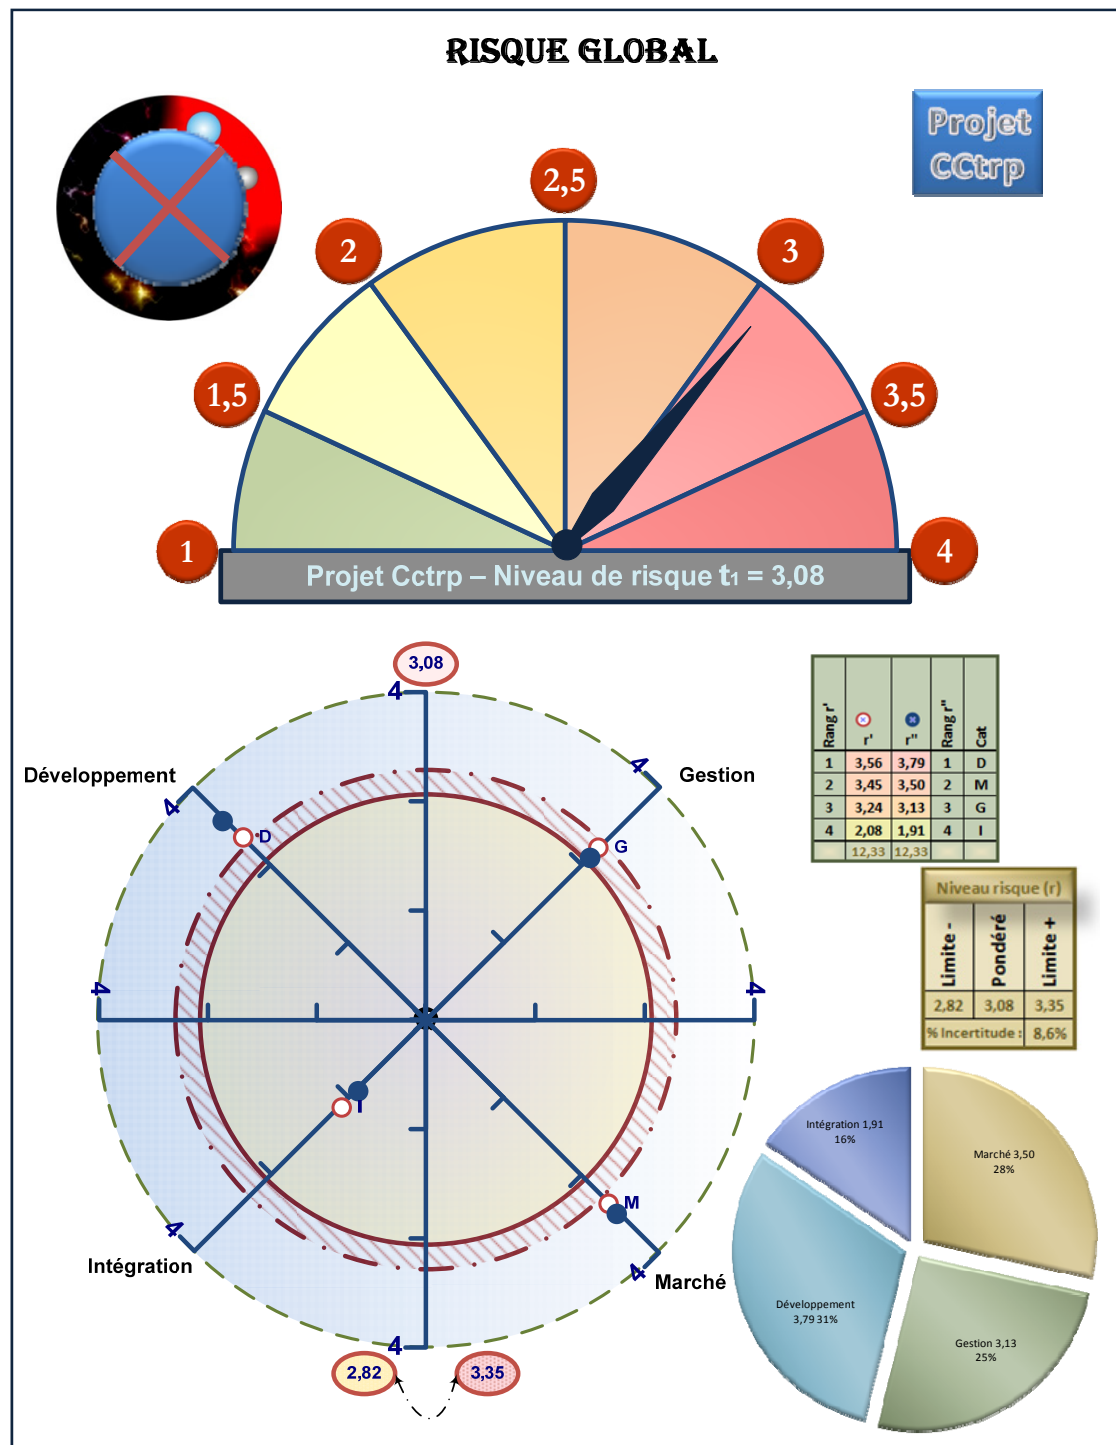 RISQUE GLOBAL
Projet
CCtrp
2,5
2
3
1,5
3,5
1
4
Projet Cctrp – Niveau de risque t1 = 3,08
3,08
4
Développement
4
4
Gestion
D
G
4
4
I
M
4
4
Intégration
Marché
4
2,82
3,35
Rang r' r' r" Rang r" Cat
1 3,56 3,79 1 D
2 3,45 3,50 2 M
3 3,24 3,13 3 G
4 2,08 1,91 4 I
12,33 12,33
Niveau risque (r)
Limite - Pondéré Limite +
2,82 3,08 3,35
% Incertitude : 8,6%
Intégration 1,91
16%
Marché 3,50
28%
Développement
3,79 31%
Gestion 3,13
25%